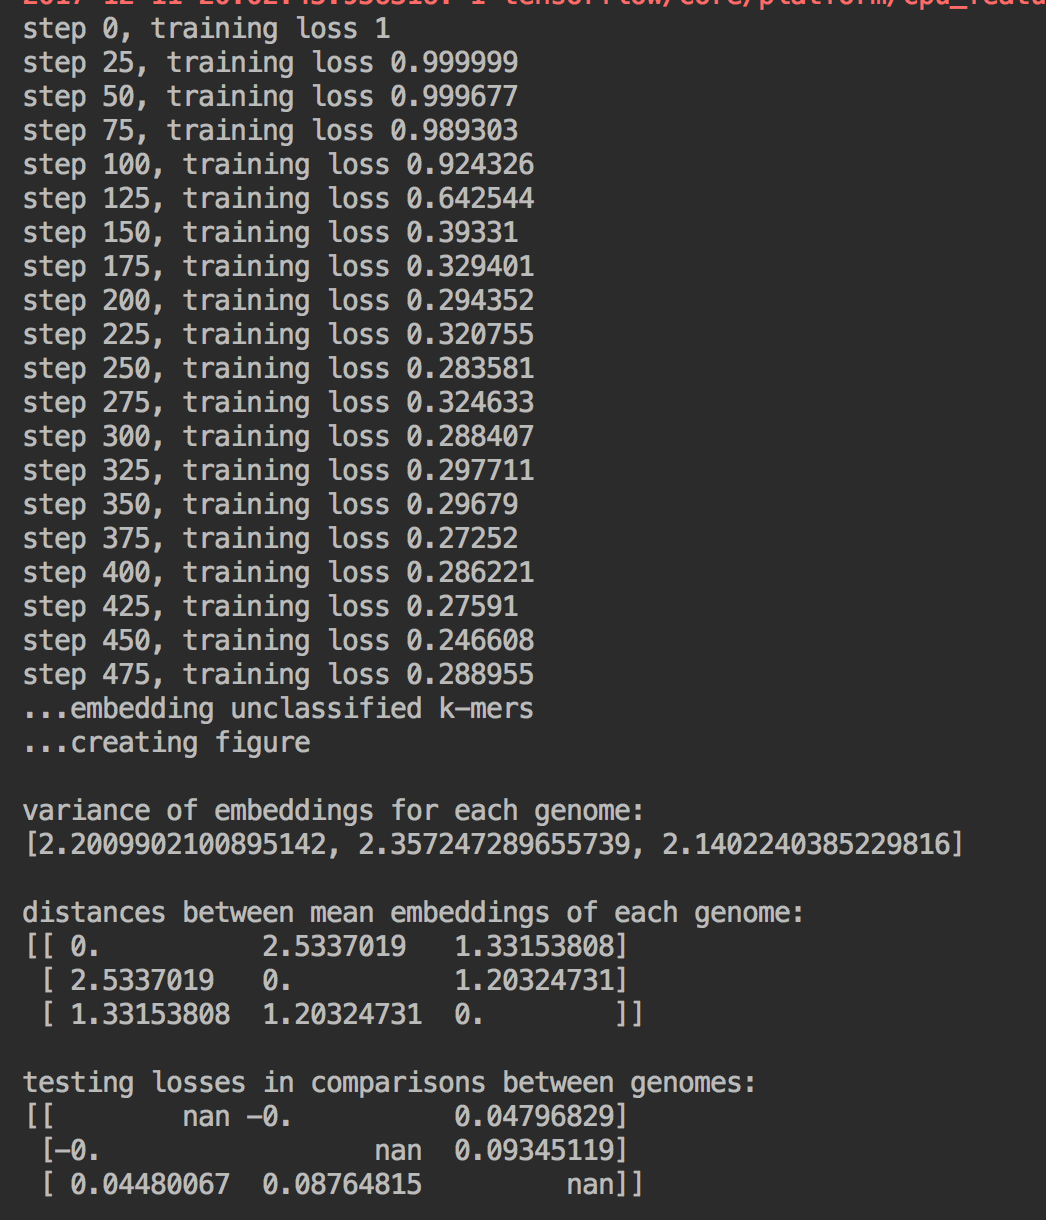 step 0, training loss 1
step 25, training loss 0.999999
step 50, training loss 0.999677
step 75, training loss 0.989303
step 100, training loss 0.924326
step 125, training loss 0.642544
step 150, training loss 0.39331
step 175, training loss 0.329401
step 200, training loss 0.294352
step 225, training loss 0.320755
step 250, training loss 0.283581
step 275, training loss 0.324633
step 300, training loss 0.288407
step 325, training loss 0.297711
step 350, training loss 0.29679
step 375, training loss 0.27252
step 400, training loss 0.286221
step 425, training loss 0.27591
step 450, training loss 0.246608
step 475, training loss 0.288955
...embedding unclassified k-mers
...creating figure
variance of embeddings for each genome:
[2.2009902100895142, 2.357247289655739, 2.1402240385229816]
distances between mean embeddings of each genome:
[[ 0.          2.5337019   1.33153808]
 [ 2.5337019   0.          1.20324731]
 [ 1.33153808  1.20324731  0.        ]]
testing losses in comparisons between genomes:
[[        nan -0.          0.04796829]
 [-0.                 nan  0.09345119]
 [ 0.04480067  0.08764815         nan]]